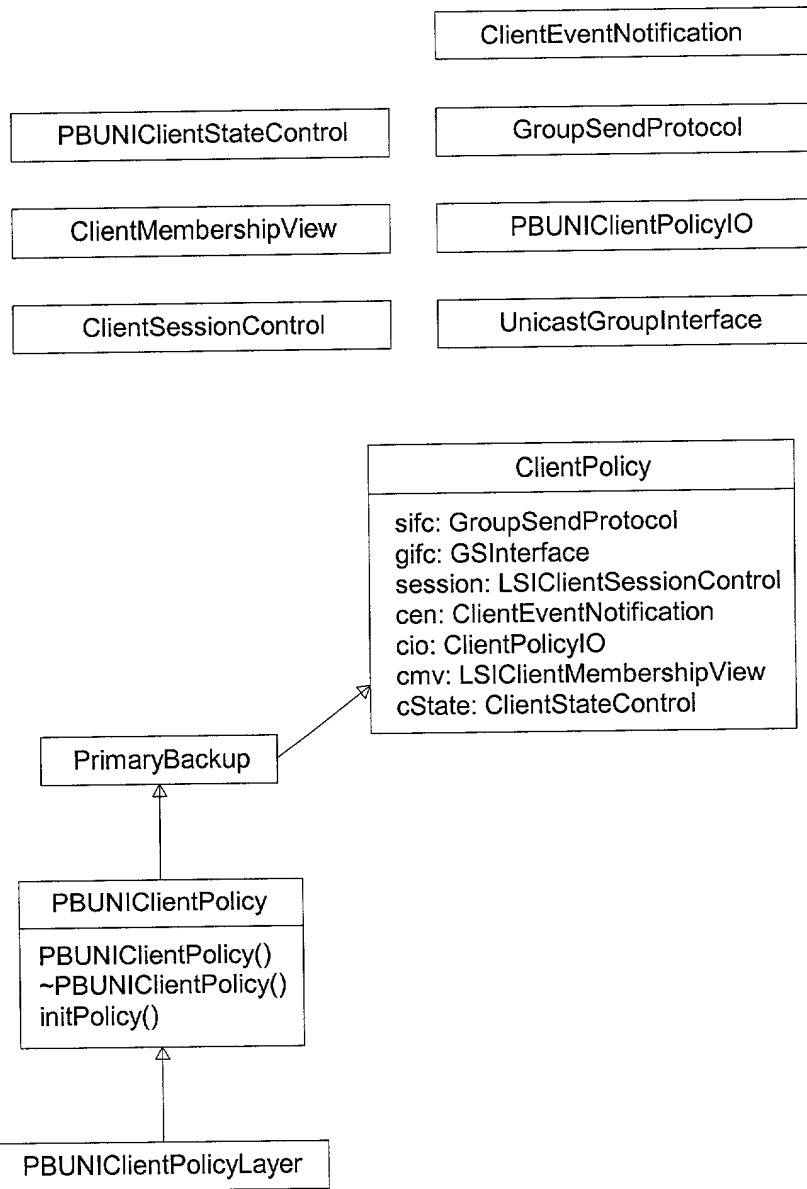 ClientEventNotification
PBUNIClientStateControl
GroupSendProtocol
ClientMembershipView
PBUNIClientPolicyIO
ClientSessionControl
UnicastGroupInterface
ClientPolicy
sifc: GroupSendProtocol
gifc: GSInterface
session: LSIClientSessionControl
cen: ClientEventNotification
cio: ClientPolicyIO
cmv: LSIClientMembershipView
cState: ClientStateControl
PrimaryBackup
PBUNIClientPolicy
PBUNIClientPolicy()
~PBUNIClientPolicy()
initPolicy()
PBUNIClientPolicyLayer